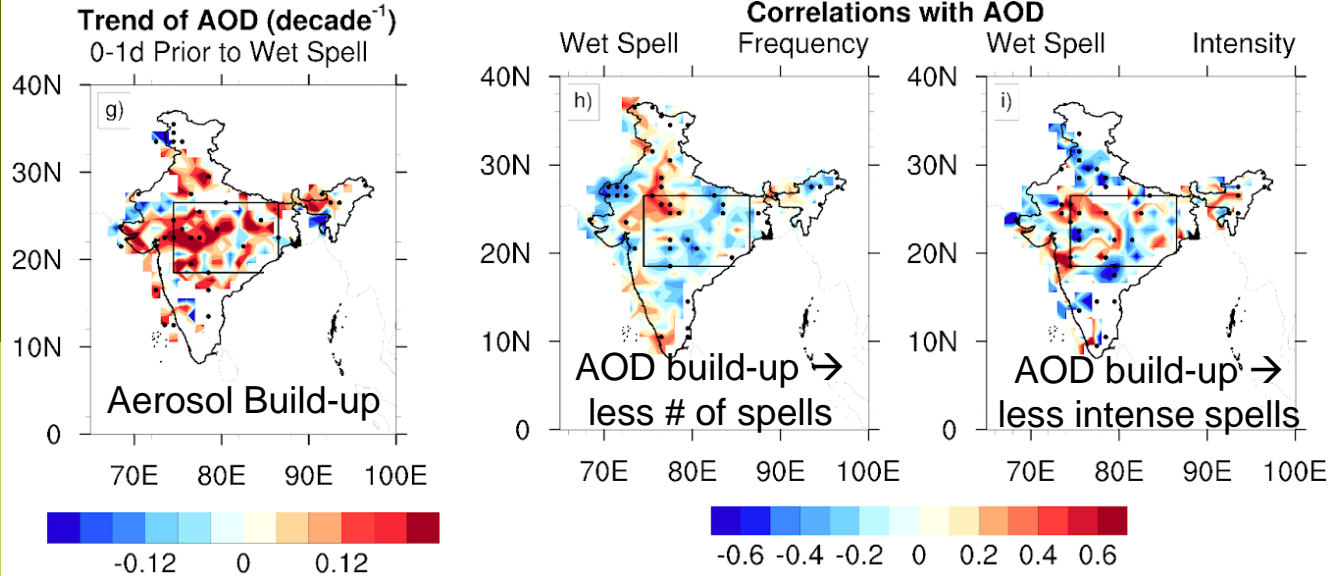 Trend of AOD (decade⁻¹)
0-1d Prior to Wet Spell
40N
30N
20N
10N
0
g)
Aerosol Build-up
70E 80E 90E 100E
-0.12 0 0.12
Correlations with AOD
Wet Spell Frequency
40N
30N
20N
10N
0
h)
AOD build-up →
less # of spells
70E 80E 90E 100E
Wet Spell Intensity
40N
30N
20N
10N
0
i)
AOD build-up →
less intense spells
70E 80E 90E 100E
-0.6 -0.4 -0.2 0 0.2 0.4 0.6